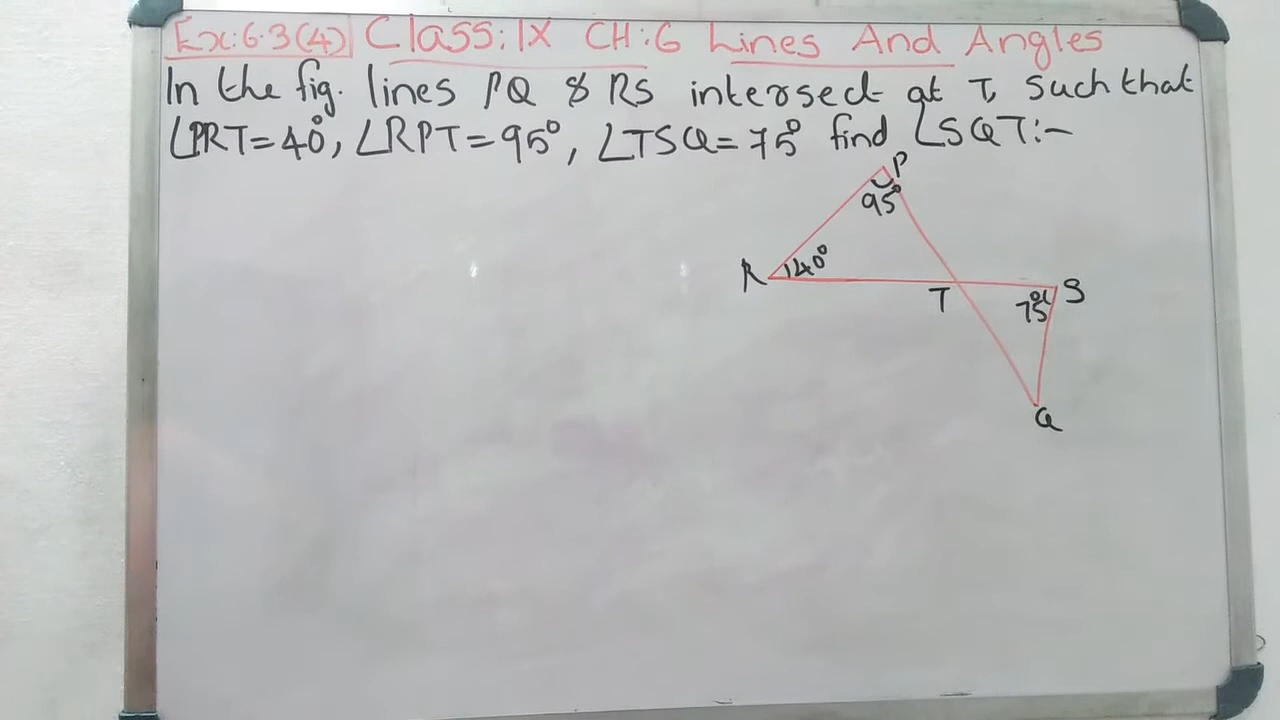 Ex:6.3(4) Class:IX CH:6 Lines And Angles
In the fig. lines PQ & RS intersect at T, such that
∠PRT=40°, ∠RPT=95°, ∠TSQ=75° find ∠SQT:-
P
95°
R
40°
T
75°
S
Q